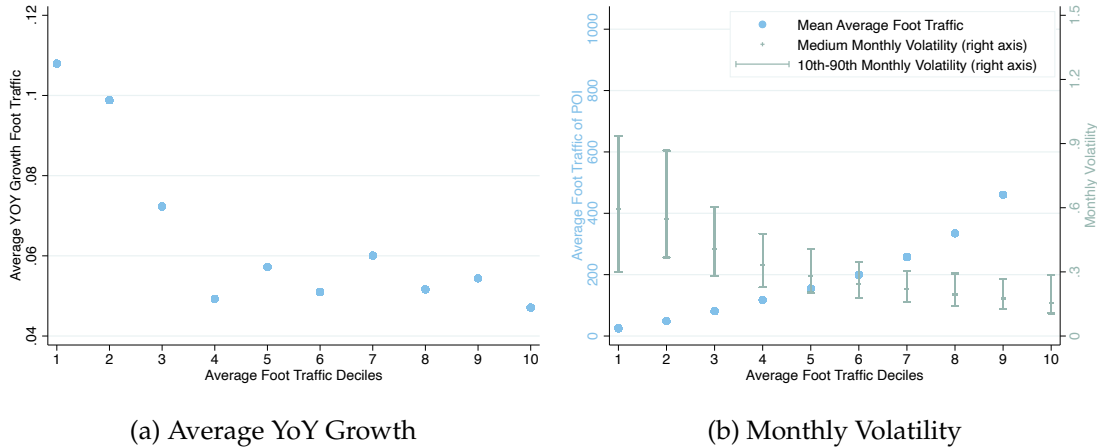 .12
.1
.08
.06
.04
Average YOY Growth Foot Traffic
1 2 3 4 5 6 7 8 9 10
Average Foot Traffic Deciles
(a) Average YoY Growth
Mean Average Foot Traffic
Medium Monthly Volatility (right axis)
10th-90th Monthly Volatility (right axis)
1000
800
600
400
200
0
Average Foot Traffic of POI
1.5
1.2
.9
.6
.3
0
Monthly Volatility
1 2 3 4 5 6 7 8 9 10
Average Foot Traffic Deciles
(b) Monthly Volatility